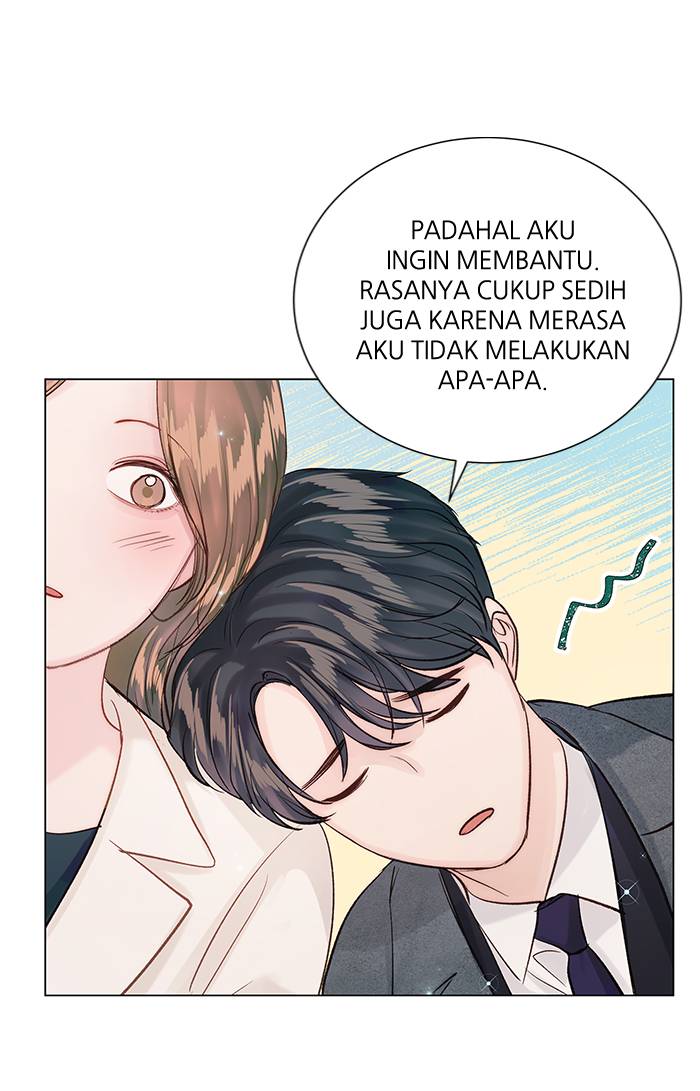 PADAHAL AKU
INGIN MEMBANTU.
RASANYA CUKUP SEDIH
JUGA KARENA MERASA
AKU TIDAK MELAKUKAN
APA-APA.